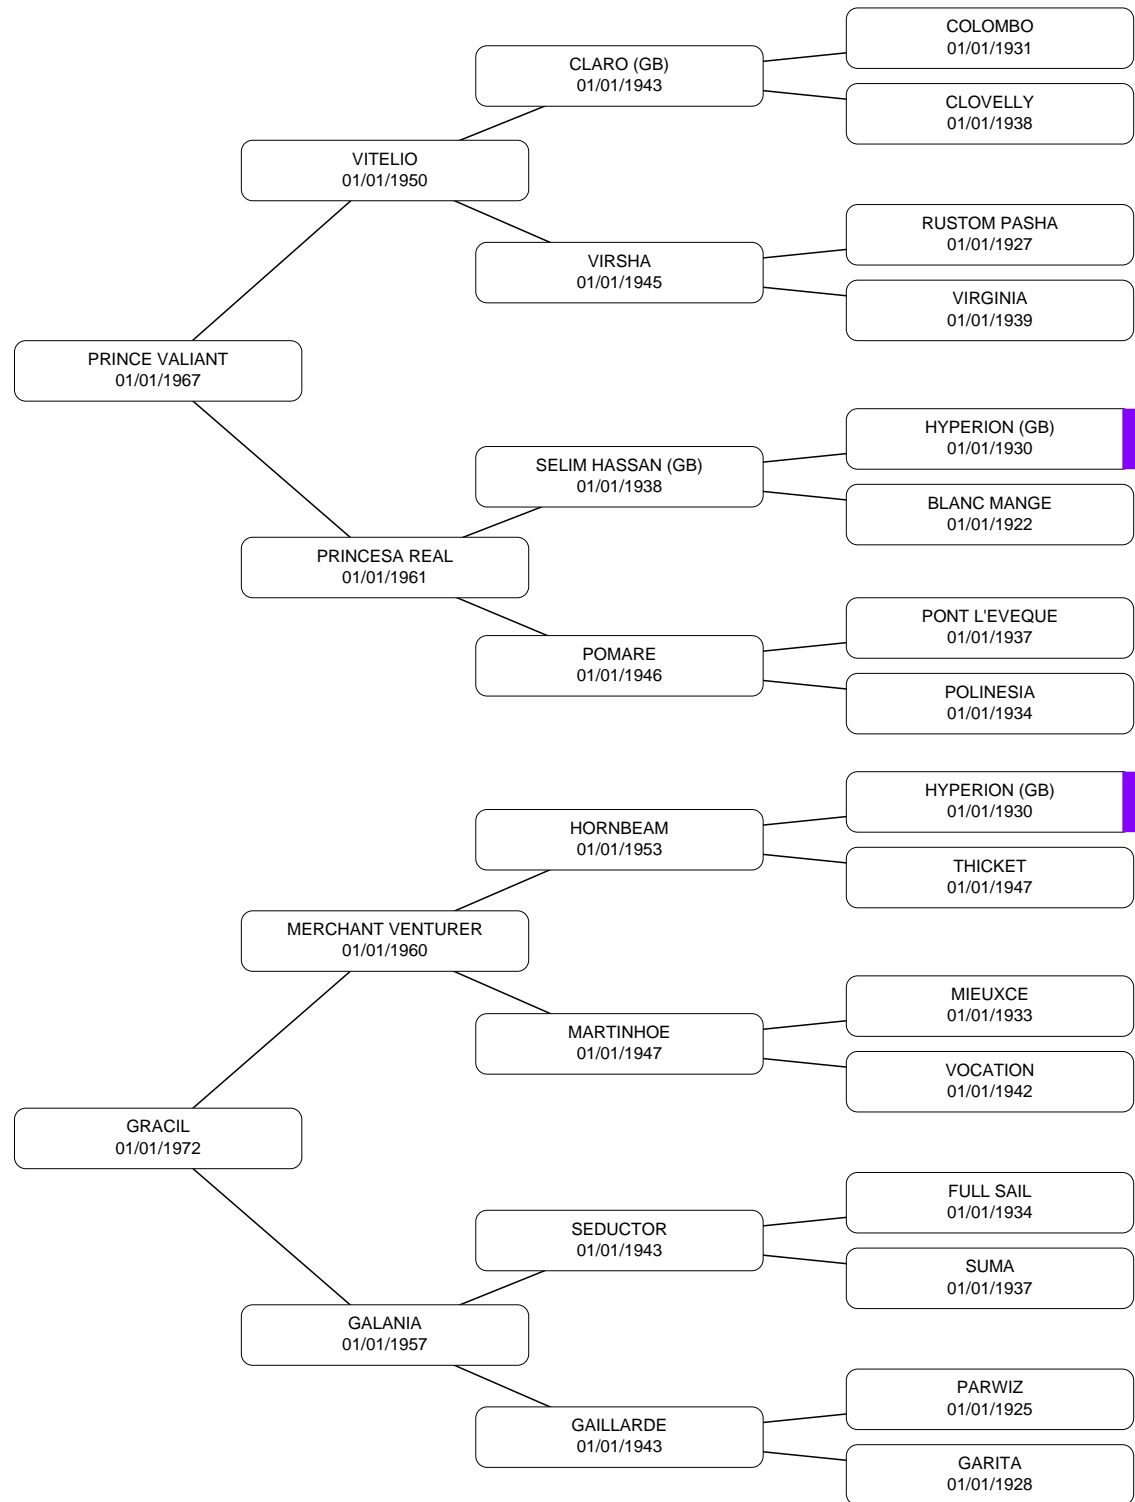 COLOMBO
01/01/1931
CLARO (GB)
01/01/1943
CLOVELLY
01/01/1938
VITELIO
01/01/1950
RUSTOM PASHA
01/01/1927
VIRSHA
01/01/1945
VIRGINIA
01/01/1939
PRINCE VALIANT
01/01/1967
HYPERION (GB)
01/01/1930
SELIM HASSAN (GB)
01/01/1938
BLANC MANGE
01/01/1922
PRINCESA REAL
01/01/1961
PONT L'EVEQUE
01/01/1937
POMARE
01/01/1946
POLINESIA
01/01/1934
HYPERION (GB)
01/01/1930
HORNBEAM
01/01/1953
THICKET
01/01/1947
MERCHANT VENTURER
01/01/1960
MIEUXCE
01/01/1933
MARTINHOE
01/01/1947
VOCATION
01/01/1942
GRACIL
01/01/1972
FULL SAIL
01/01/1934
SEDUCTOR
01/01/1943
SUMA
01/01/1937
GALANIA
01/01/1957
PARWIZ
01/01/1925
GAILLARDE
01/01/1943
GARITA
01/01/1928